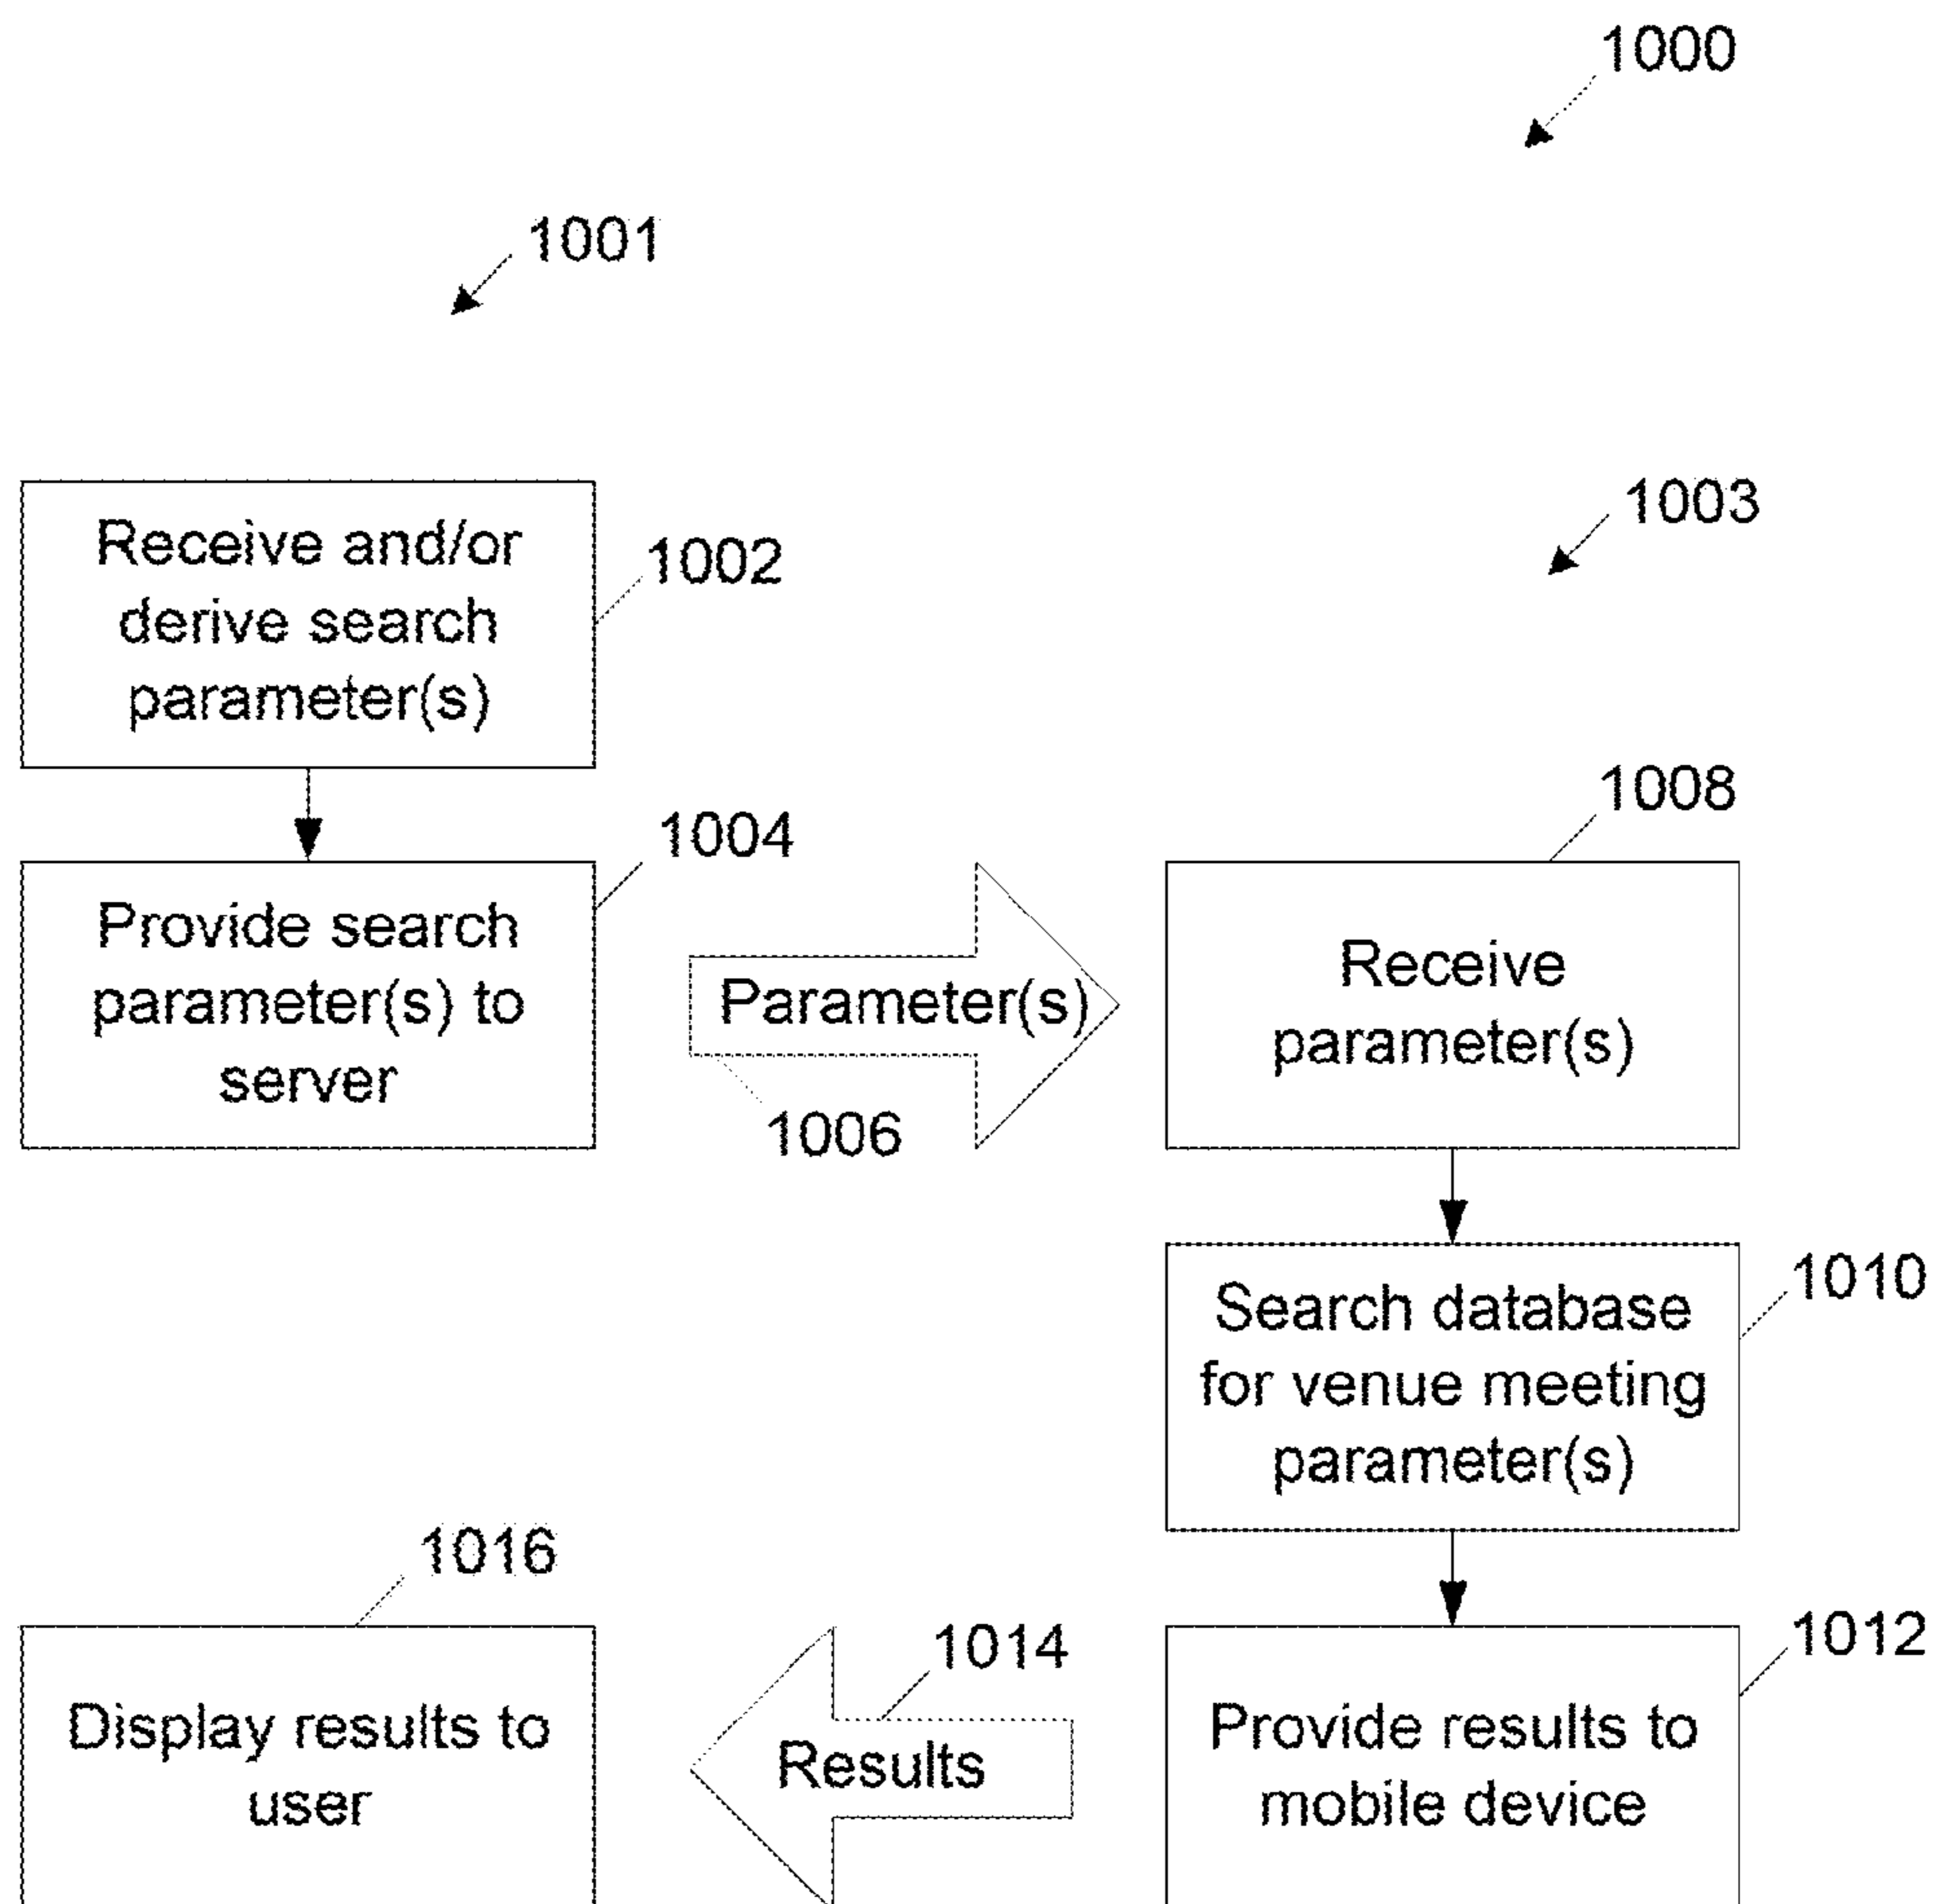 1000
1001
1003
Receive and/or
derive search
parameter(s)
1002
1004
Provide search
parameter(s) to
server
Parameter(s)
1006
1008
Receive
parameter(s)
Search database
for venue meeting
parameter(s)
1010
1012
Provide results to
mobile device
1014
Results
1016
Display results to
user